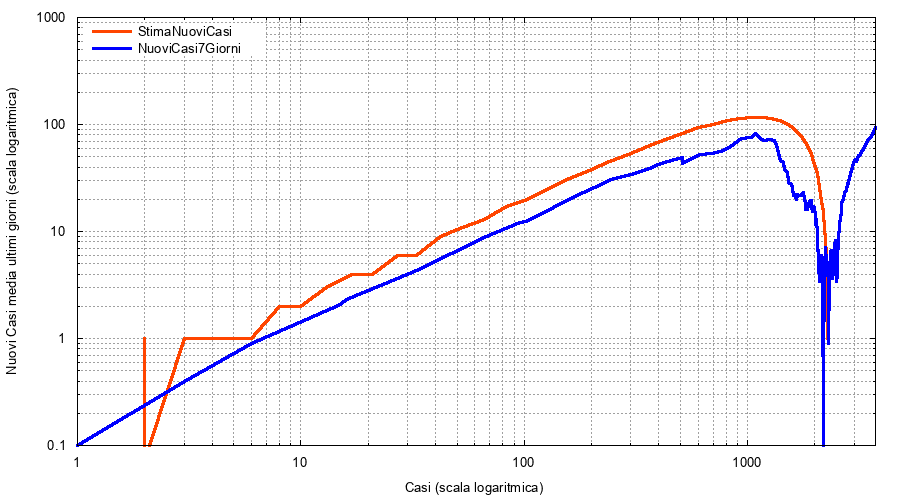 1000
StimaNuoviCasi
NuoviCasi7Giorni
100
10
1
0.1
Nuovi Casi media ultimi giorni (scala logaritmica)
1 10 100 1000
Casi (scala logaritmica)